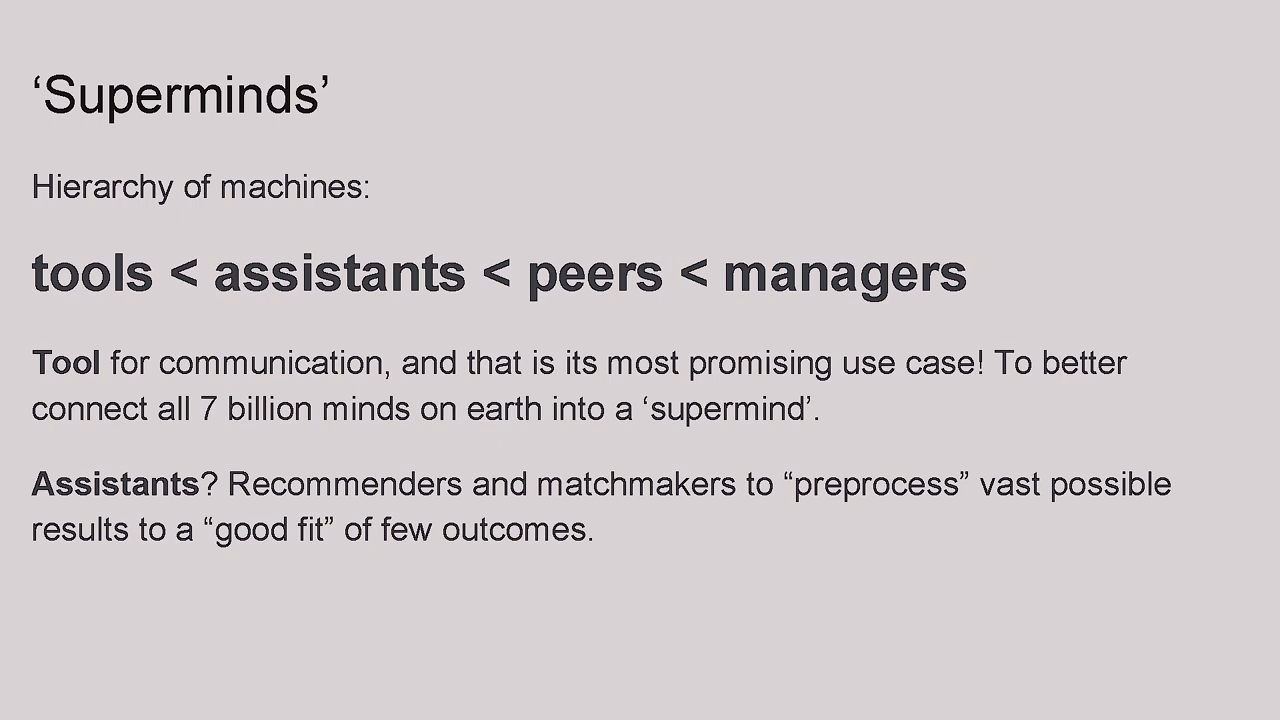 ‘Superminds’
Hierarchy of machines:
tools < assistants < peers < managers
Tool for communication, and that is its most promising use case! To better
connect all 7 billion minds on earth into a ‘supermind’.
Assistants? Recommenders and matchmakers to “preprocess” vast possible
results to a “good fit” of few outcomes.